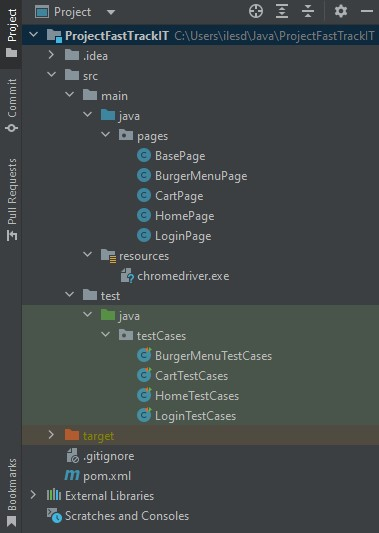 Project
ProjectFastTrackIT C:\Users\ilesd\Java\ProjectFastTrackIT
.idea
src
main
java
pages
BasePage
BurgerMenuPage
CartPage
HomePage
LoginPage
resources
chromedriver.exe
test
java
testCases
BurgerMenuTestCases
CartTestCases
HomeTestCases
LoginTestCases
target
.gitignore
pom.xml
External Libraries
Scratches and Consoles
Project
Commit
Pull Requests
Bookmarks